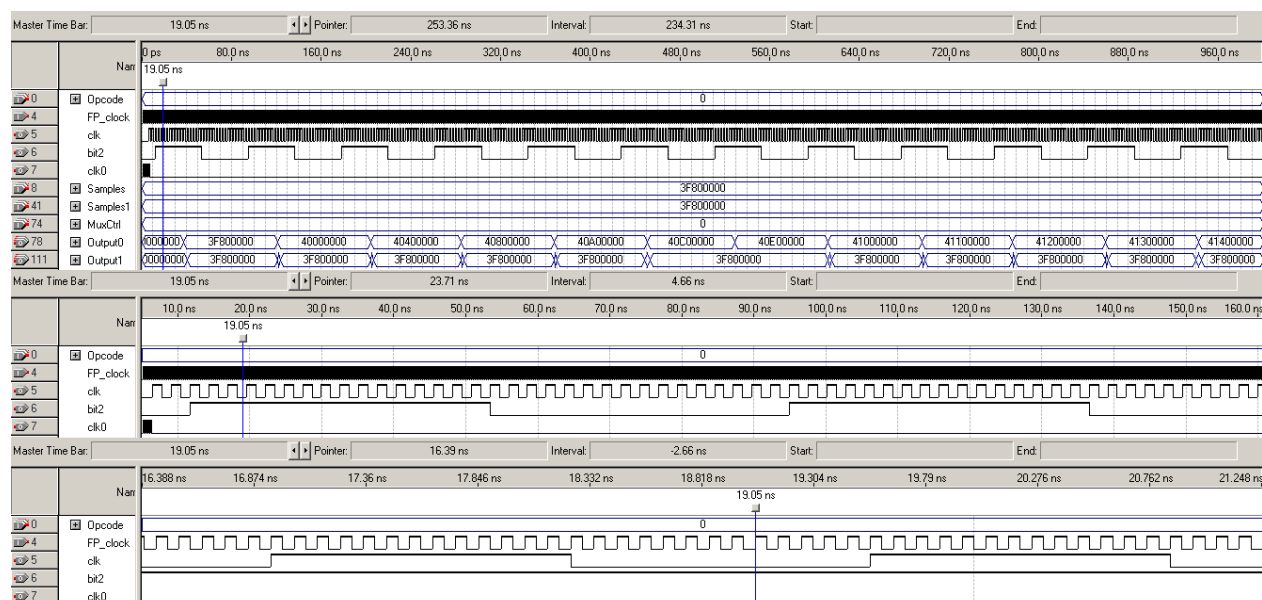 Master Time Bar: 19.05 ns Pointer: 253.36 ns Interval: 234.31 ns Start: End:
Nam 0 ps 80.0 ns 160.0 ns 240.0 ns 320.0 ns 400.0 ns 480.0 ns 560.0 ns 640.0 ns 720.0 ns 800.0 ns 880.0 ns 960.0 ns
19.05 ns
0 Opcode 0
4 FP_clock
5 clk
6 bit2
7 clk0
8 Samples 3F800000
41 Samples1 3F800000
74 MuxCtrl 0
78 Output0 000000 3F800000 40000000 40400000 40800000 40A00000 40C00000 40E00000 41000000 41100000 41200000 41300000 41400000
111 Output1 000000 3F800000 3F800000 3F800000 3F800000 3F800000 3F800000 3F800000 3F800000 3F800000 3F800000 3F800000
Master Time Bar: 19.05 ns Pointer: 23.71 ns Interval: 4.66 ns Start: End:
Nam 10.0 ns 20.0 ns 30.0 ns 40.0 ns 50.0 ns 60.0 ns 70.0 ns 80.0 ns 90.0 ns 100.0 ns 110.0 ns 120.0 ns 130.0 ns 140.0 ns 150.0 ns 160.0 ns
19.05 ns
0 Opcode 0
4 FP_clock
5 clk
6 bit2
7 clk0
Master Time Bar: 19.05 ns Pointer: 16.39 ns Interval: -2.66 ns Start: End:
Nam 16.388 ns 16.874 ns 17.36 ns 17.846 ns 18.332 ns 18.818 ns 19.304 ns 19.79 ns 20.276 ns 20.762 ns 21.248 ns
19.05 ns
0 Opcode 0
4 FP_clock
5 clk
6 bit2
7 clk0